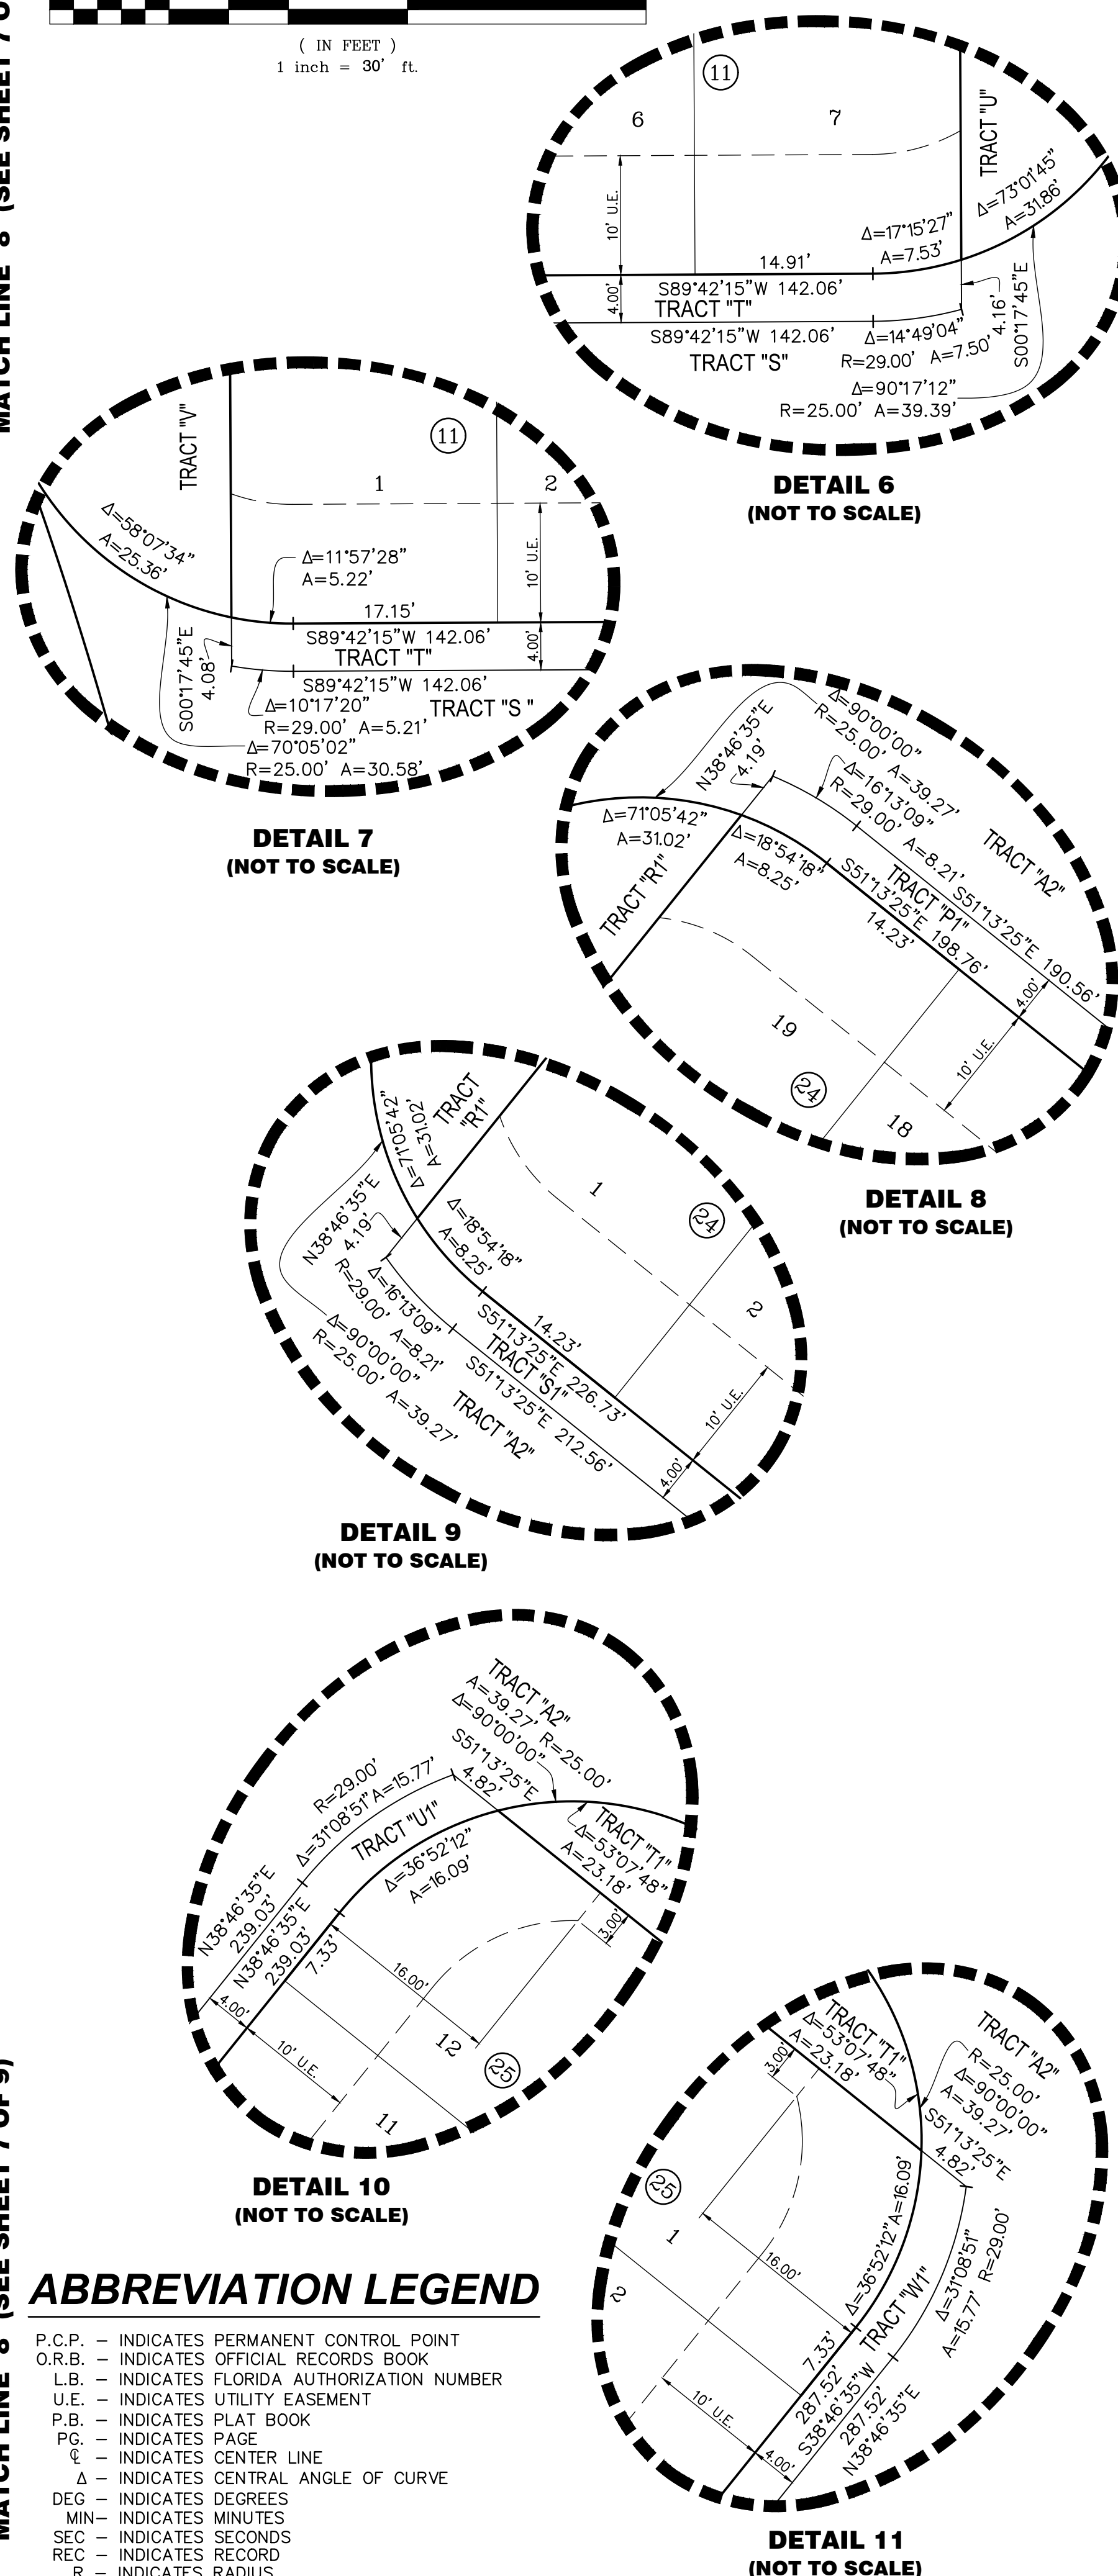 ( IN FEET )
1 inch = 30' ft.
MATCH LINE 8 (SEE SHEET 7 O
11
6
7
TRACT "U"
10' U.E.
Δ=73°01'45"
A=31.86'
Δ=17°15'27"
A=7.53'
14.91'
S89°42'15"W 142.06'
4.00'
TRACT "T"
S89°42'15"W 142.06'
TRACT "S"
Δ=14°49'04"
R=29.00' A=7.50'
4.16'
S00°17'45"E
Δ=90°17'12"
R=25.00' A=39.39'
DETAIL 6
(NOT TO SCALE)
TRACT "V"
11
1
2
Δ=58°07'34"
A=25.36'
Δ=11°57'28"
A=5.22'
10' U.E.
17.15'
S89°42'15"W 142.06'
TRACT "T"
4.00'
S89°42'15"W 142.06'
S00°17'45"E
4.08'
Δ=10°17'20"
R=29.00' A=5.21'
TRACT "S "
Δ=70°05'02"
R=25.00' A=30.58'
DETAIL 7
(NOT TO SCALE)
Δ=90°00'00"
R=25.00' A=39.27'
N38°46'35"E
4.19'
Δ=16°13'09"
R=29.00' A=8.21'
Δ=71°05'42"
A=31.02'
Δ=18°54'18"
A=8.25'
TRACT "A2"
TRACT "R1"
TRACT "P1"
S51°13'25"E 190.56'
S51°13'25"E 198.76'
14.23'
4.00'
10' U.E.
19
24
18
DETAIL 8
(NOT TO SCALE)
TRACT
"R1"
Δ=71°05'42"
A=31.02'
1
24
N38°46'35"E
4.19'
Δ=18°54'18"
A=8.25'
2
Δ=16°13'09"
R=29.00' A=8.21'
14.23'
S51°13'25"E 226.73'
TRACT "S1"
S51°13'25"E 212.56'
Δ=90°00'00"
R=25.00' A=39.27'
TRACT "A2"
10' U.E.
4.00'
DETAIL 9
(NOT TO SCALE)
TRACT "A2"
A=39.27' R=25.00'
Δ=90°00'00"
S51°13'25"E
4.82'
R=29.00'
Δ=31°08'51" A=15.77'
TRACT "U1"
TRACT "T1"
Δ=53°07'48"
A=23.18'
Δ=36°52'12"
A=16.09'
N38°46'35"E
239.03'
N38°46'35"E
239.03'
7.33'
3.00'
16.00'
4.00'
10' U.E.
12
25
11
DETAIL 10
(NOT TO SCALE)
TRACT "T1"
Δ=53°07'48"
A=23.18'
TRACT "A2"
R=25.00'
Δ=90°00'00"
A=39.27'
S51°13'25"E
4.82'
3.00'
25
1
2
16.00'
Δ=36°52'12" A=16.09'
TRACT "W1"
Δ=31°08'51" R=29.00'
A=15.77'
7.33'
287.52'
S38°46'35"W
287.52'
N38°46'35"E
10' U.E.
4.00'
DETAIL 11
(NOT TO SCALE)
MATCH LINE 8 (SEE SHEET 7 OF 9)
ABBREVIATION LEGEND
P.C.P. – INDICATES PERMANENT CONTROL POINT
O.R.B. – INDICATES OFFICIAL RECORDS BOOK
L.B. – INDICATES FLORIDA AUTHORIZATION NUMBER
U.E. – INDICATES UTILITY EASEMENT
P.B. – INDICATES PLAT BOOK
PG. – INDICATES PAGE
℄ – INDICATES CENTER LINE
Δ – INDICATES CENTRAL ANGLE OF CURVE
DEG – INDICATES DEGREES
MIN– INDICATES MINUTES
SEC – INDICATES SECONDS
REC – INDICATES RECORD
R – INDICATES RADIUS